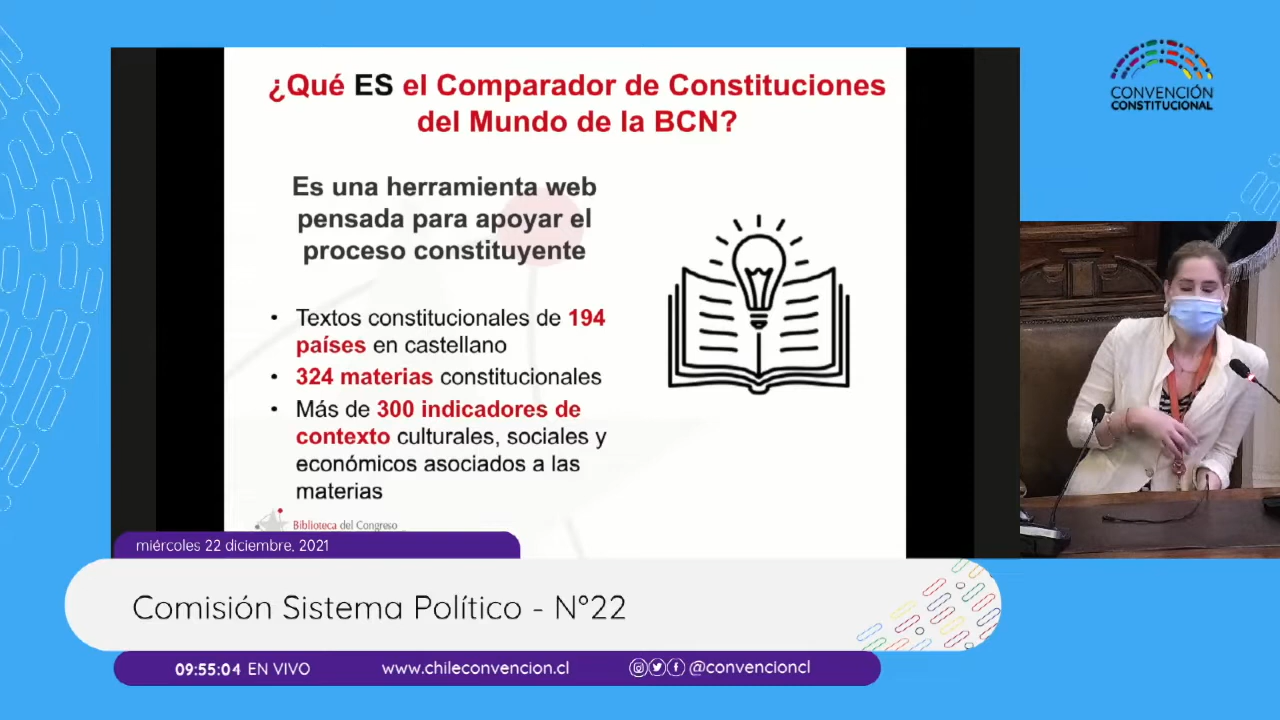 ¿Qué ES el Comparador de Constituciones
del Mundo de la BCN?
Es una herramienta web
pensada para apoyar el
proceso constituyente
• Textos constitucionales de 194
países en castellano
• 324 materias constitucionales
• Más de 300 indicadores de
contexto culturales, sociales y
económicos asociados a las
materias
Biblioteca del Congreso
CONVENCIÓN
CONSTITUCIONAL
miércoles 22 diciembre, 2021
Comisión Sistema Político - N°22
09:55:04 EN VIVO
www.chileconvencion.cl
@convencioncl